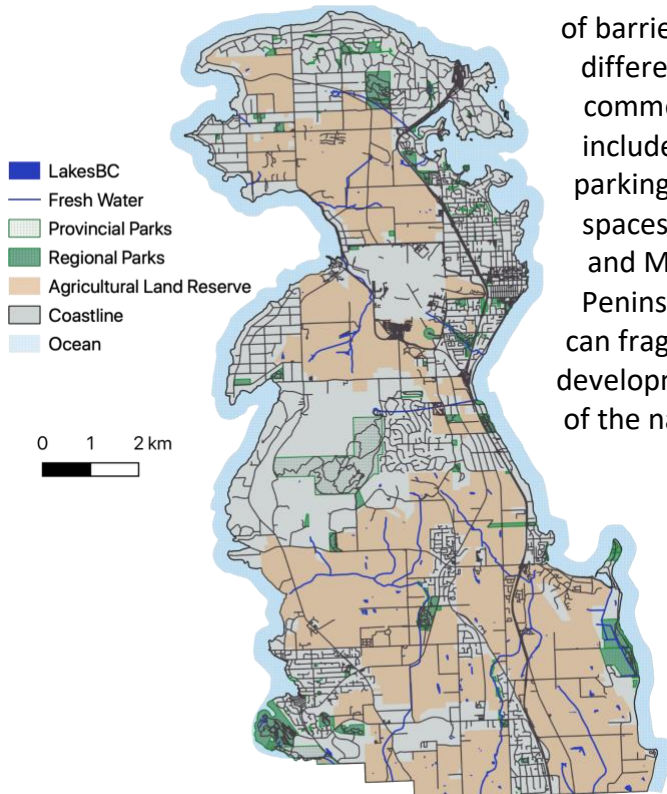 LakesBC
Fresh Water
Provincial Parks
Regional Parks
Agricultural Land Reserve
Coastline
Ocean
0 1 2 km
of barrie
differe
comme
include
parking
spaces
and M
Penins
can frag
developm
of the na